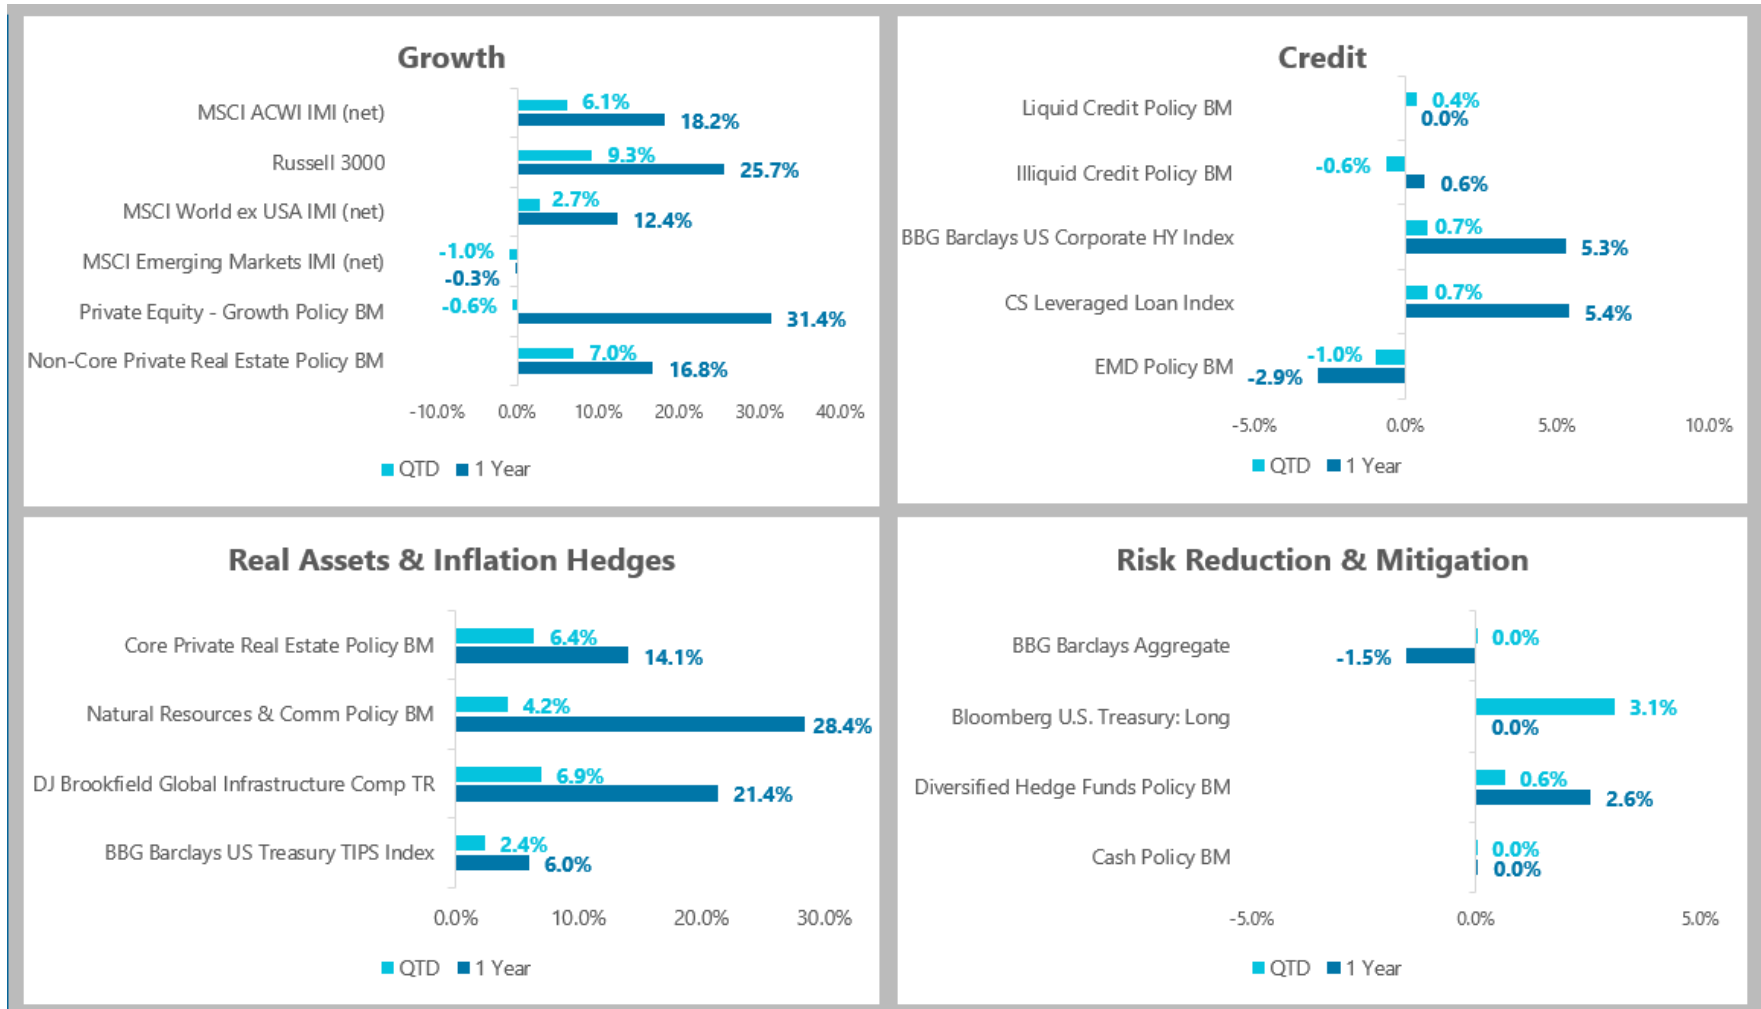 Growth
MSCI ACWI IMI (net)
6.1%
18.2%
Russell 3000
9.3%
25.7%
MSCI World ex USA IMI (net)
2.7%
12.4%
MSCI Emerging Markets IMI (net)
-1.0%
-0.3%
Private Equity - Growth Policy BM
-0.6%
31.4%
Non-Core Private Real Estate Policy BM
7.0%
16.8%
-10.0% 0.0% 10.0% 20.0% 30.0% 40.0%
QTD 1 Year
Credit
Liquid Credit Policy BM
0.4%
0.0%
Illiquid Credit Policy BM
-0.6%
0.6%
BBG Barclays US Corporate HY Index
0.7%
5.3%
CS Leveraged Loan Index
0.7%
5.4%
EMD Policy BM
-1.0%
-2.9%
-5.0% 0.0% 5.0% 10.0%
QTD 1 Year
Real Assets & Inflation Hedges
Core Private Real Estate Policy BM
6.4%
14.1%
Natural Resources & Comm Policy BM
4.2%
28.4%
DJ Brookfield Global Infrastructure Comp TR
6.9%
21.4%
BBG Barclays US Treasury TIPS Index
2.4%
6.0%
0.0% 10.0% 20.0% 30.0%
QTD 1 Year
Risk Reduction & Mitigation
BBG Barclays Aggregate
0.0%
-1.5%
Bloomberg U.S. Treasury: Long
3.1%
0.0%
Diversified Hedge Funds Policy BM
0.6%
2.6%
Cash Policy BM
0.0%
0.0%
-5.0% 0.0% 5.0%
QTD 1 Year